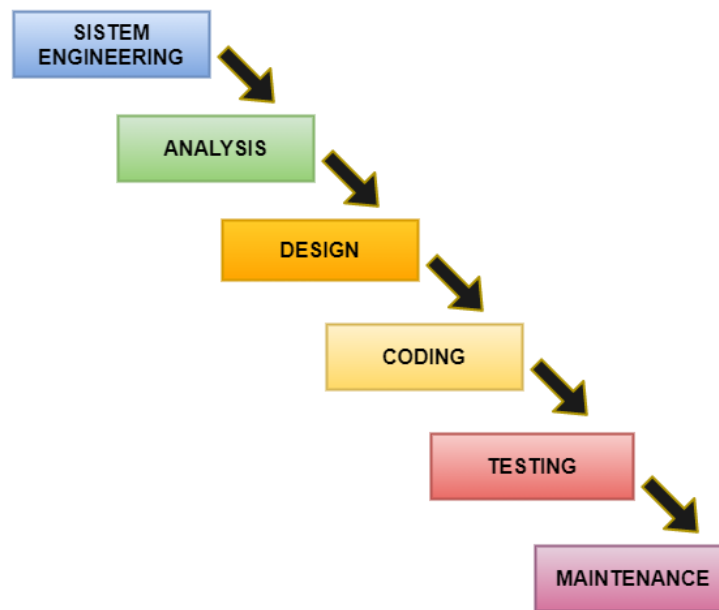 SISTEM
ENGINEERING
ANALYSIS
DESIGN
CODING
TESTING
MAINTENANCE